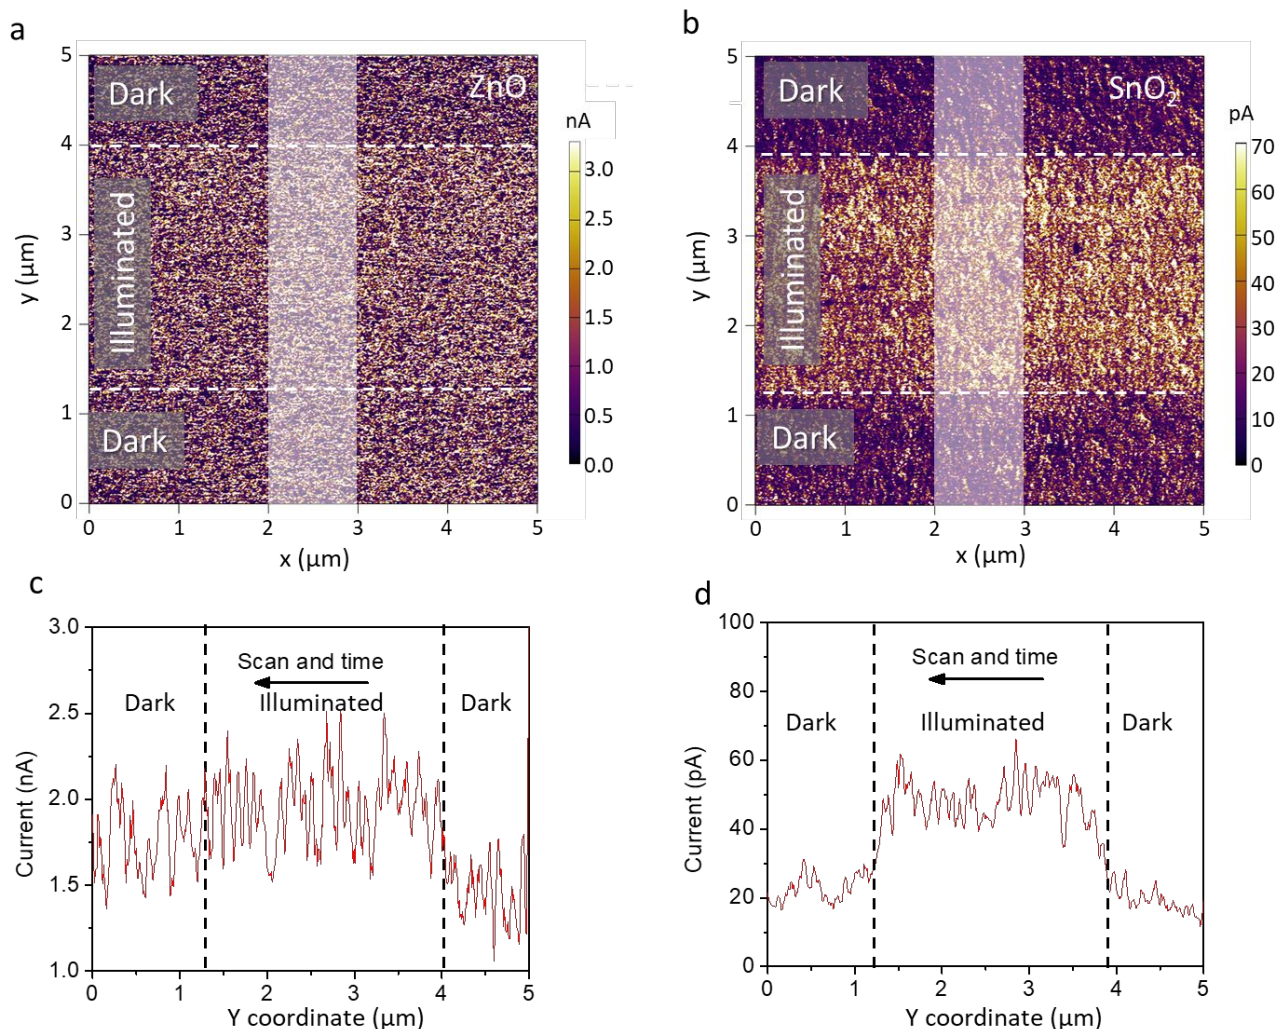 a
5
4
3
2
1
0
0
1
2
3
4
5
y (µm)
x (µm)
Dark
Illuminated
Dark
ZnO
nA
3.0
2.5
2.0
1.5
1.0
0.5
0.0
b
5
4
3
2
1
0
0
1
2
3
4
5
y (µm)
x (µm)
Dark
Illuminated
Dark
SnO₂
pA
70
60
50
40
30
20
10
0
c
3.0
2.5
2.0
1.5
1.0
0
1
2
3
4
5
Current (nA)
Y coordinate (µm)
Scan and time
Dark
Illuminated
Dark
d
100
80
60
40
20
0
0
1
2
3
4
5
Current (pA)
Y coordinate (µm)
Scan and time
Dark
Illuminated
Dark